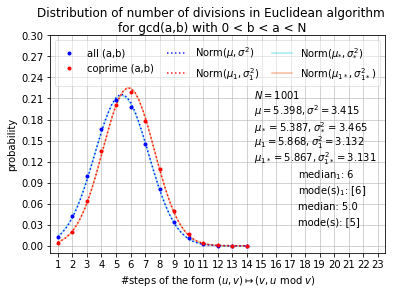 Distribution of number of divisions in Euclidean algorithm
for gcd(a,b) with 0 < b < a < N
all (a,b)
coprime (a,b)
Norm(μ, σ²)
Norm(μ₁, σ₁²)
Norm(μ*, σ*²)
Norm(μ₁*, σ₁*²)
N = 1001
μ = 5.398, σ² = 3.415
μ* = 5.387, σ*² = 3.465
μ₁ = 5.868, σ₁² = 3.132
μ₁* = 5.867, σ₁*² = 3.131
median₁: 6
mode(s)₁: [6]
median: 5.0
mode(s): [5]
probability
0.30
0.27
0.24
0.21
0.18
0.15
0.12
0.09
0.06
0.03
0.00
1 2 3 4 5 6 7 8 9 10 11 12 13 14 15 16 17 18 19 20 21 22 23
#steps of the form (u, v) ↦ (v, u mod v)